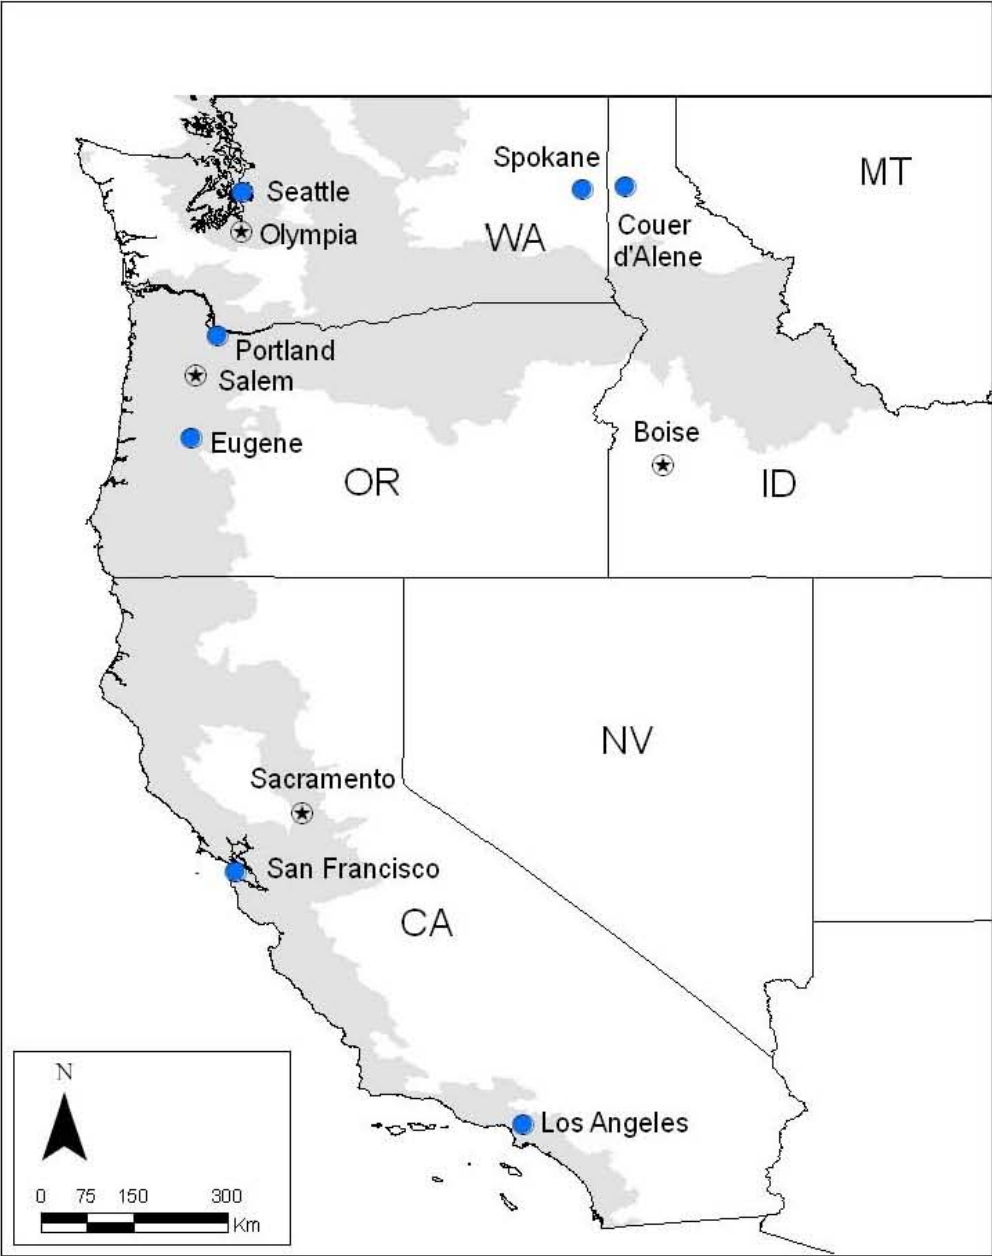 MT
Spokane
Seattle
Couer
d'Alene
WA
Olympia
Portland
Salem
Boise
Eugene
OR
ID
NV
Sacramento
San Francisco
CA
N
Los Angeles
0 75 150 300
Km